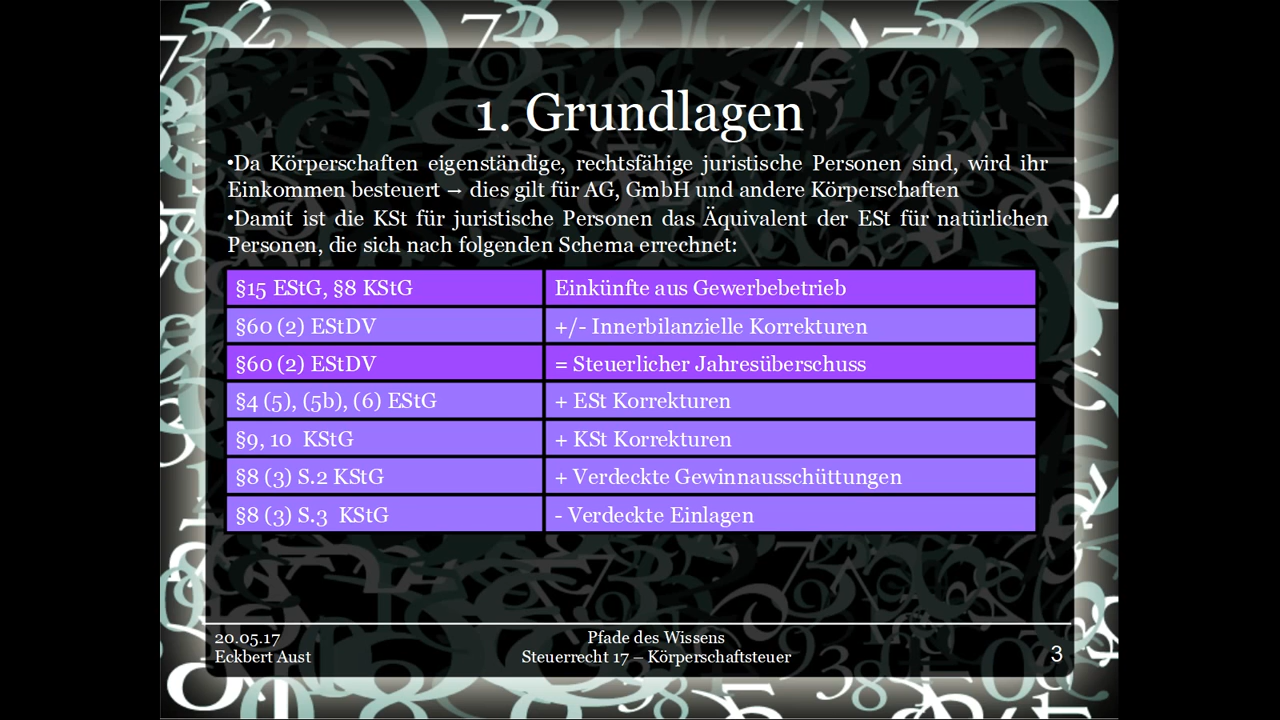 1. Grundlagen
•Da Körperschaften eigenständige, rechtsfähige juristische Personen sind, wird ihr
Einkommen besteuert → dies gilt für AG, GmbH und andere Körperschaften
•Damit ist die KSt für juristische Personen das Äquivalent der ESt für natürlichen
Personen, die sich nach folgenden Schema errechnet:
§15 EStG, §8 KStG Einkünfte aus Gewerbebetrieb
§60 (2) EStDV +/- Innerbilanzielle Korrekturen
§60 (2) EStDV = Steuerlicher Jahresüberschuss
§4 (5), (5b), (6) EStG + ESt Korrekturen
§9, 10 KStG + KSt Korrekturen
§8 (3) S.2 KStG + Verdeckte Gewinnausschüttungen
§8 (3) S.3 KStG - Verdeckte Einlagen
20.05.17 Pfade des Wissens
Eckbert Aust Steuerrecht 17 – Körperschaftsteuer 3